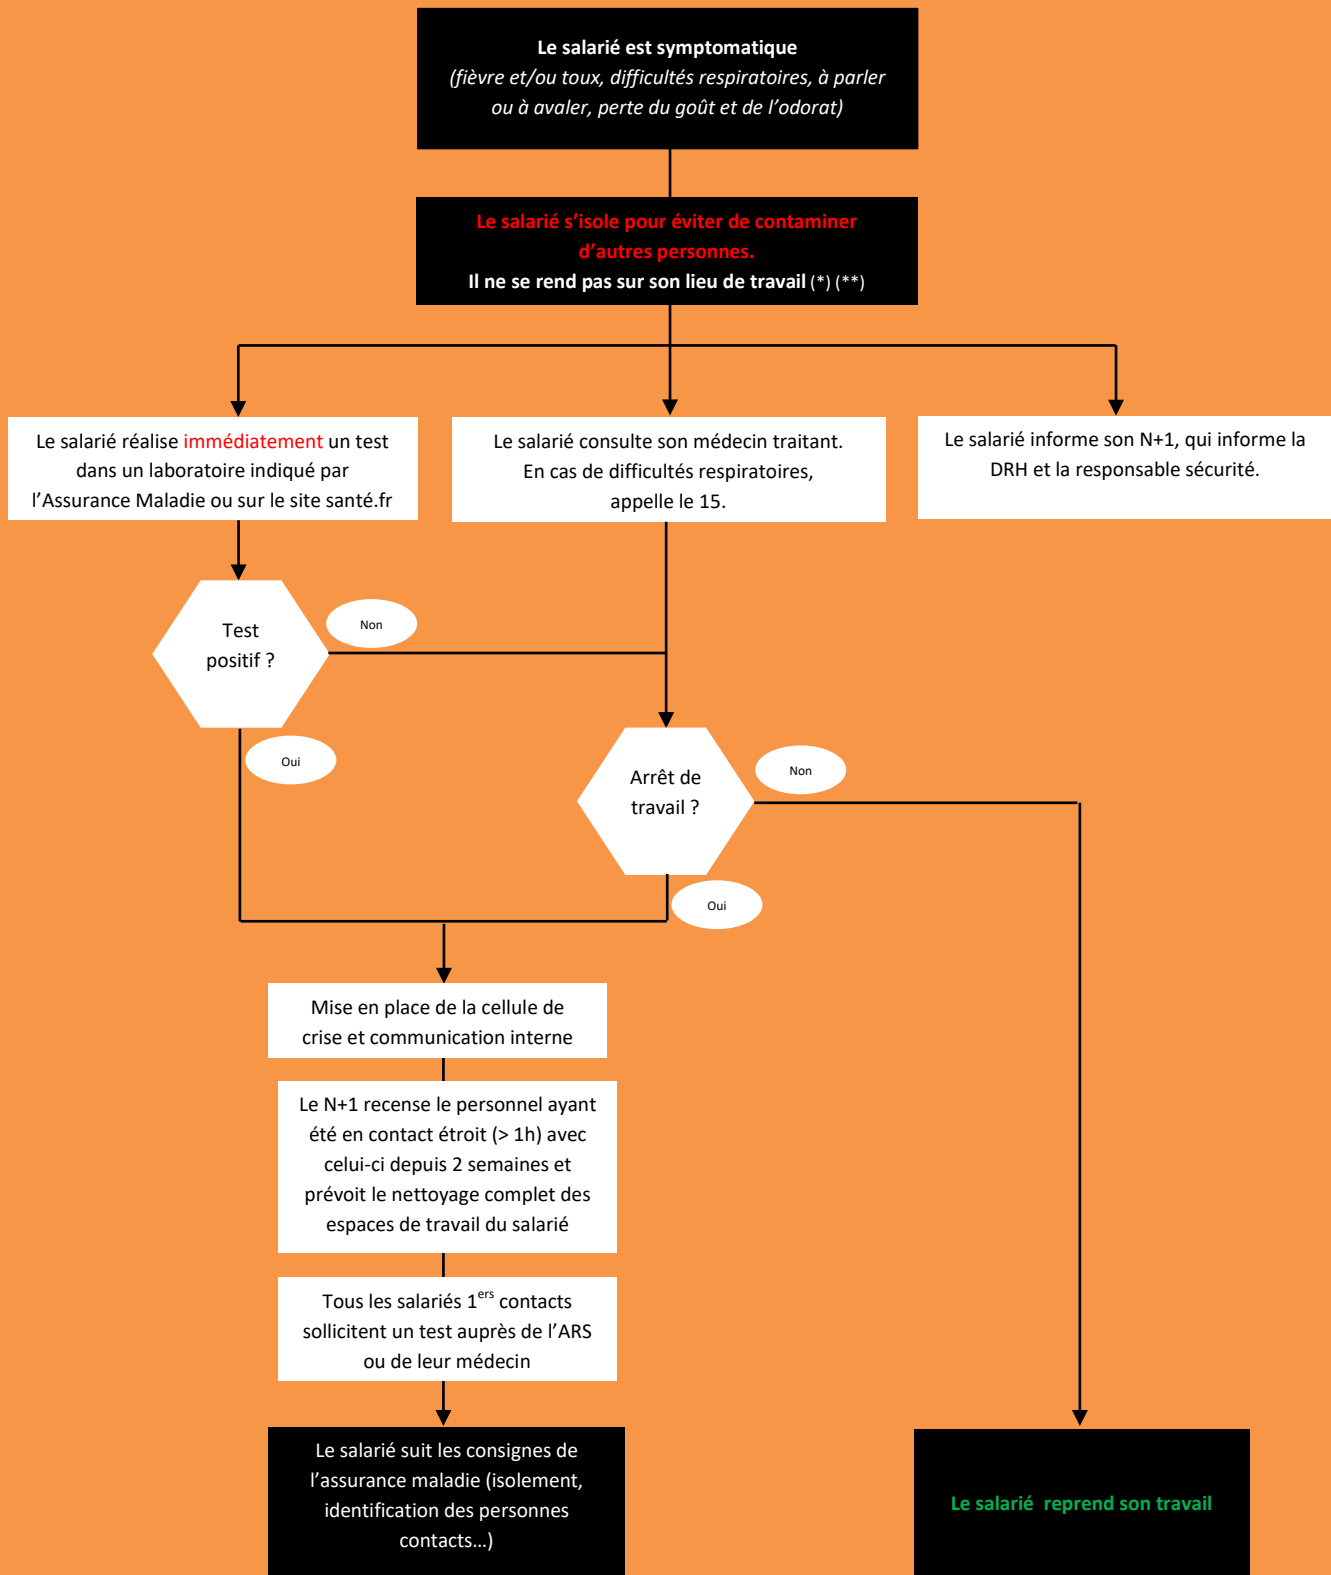 Le salarié est symptomatique
(fièvre et/ou toux, difficultés respiratoires, à parler
ou à avaler, perte du goût et de l’odorat)
Le salarié s’isole pour éviter de contaminer
d’autres personnes.
Il ne se rend pas sur son lieu de travail (*) (**)
Le salarié réalise immédiatement un test
dans un laboratoire indiqué par
l’Assurance Maladie ou sur le site santé.fr
Le salarié consulte son médecin traitant.
En cas de difficultés respiratoires,
appelle le 15.
Le salarié informe son N+1, qui informe la
DRH et la responsable sécurité.
Test
positif ?
Non
Oui
Arrêt de
travail ?
Non
Oui
Mise en place de la cellule de
crise et communication interne
Le N+1 recense le personnel ayant
été en contact étroit (> 1h) avec
celui-ci depuis 2 semaines et
prévoit le nettoyage complet des
espaces de travail du salarié
Tous les salariés 1ers contacts
sollicitent un test auprès de l’ARS
ou de leur médecin
Le salarié suit les consignes de
l’assurance maladie (isolement,
identification des personnes
contacts…)
Le salarié  reprend son travail